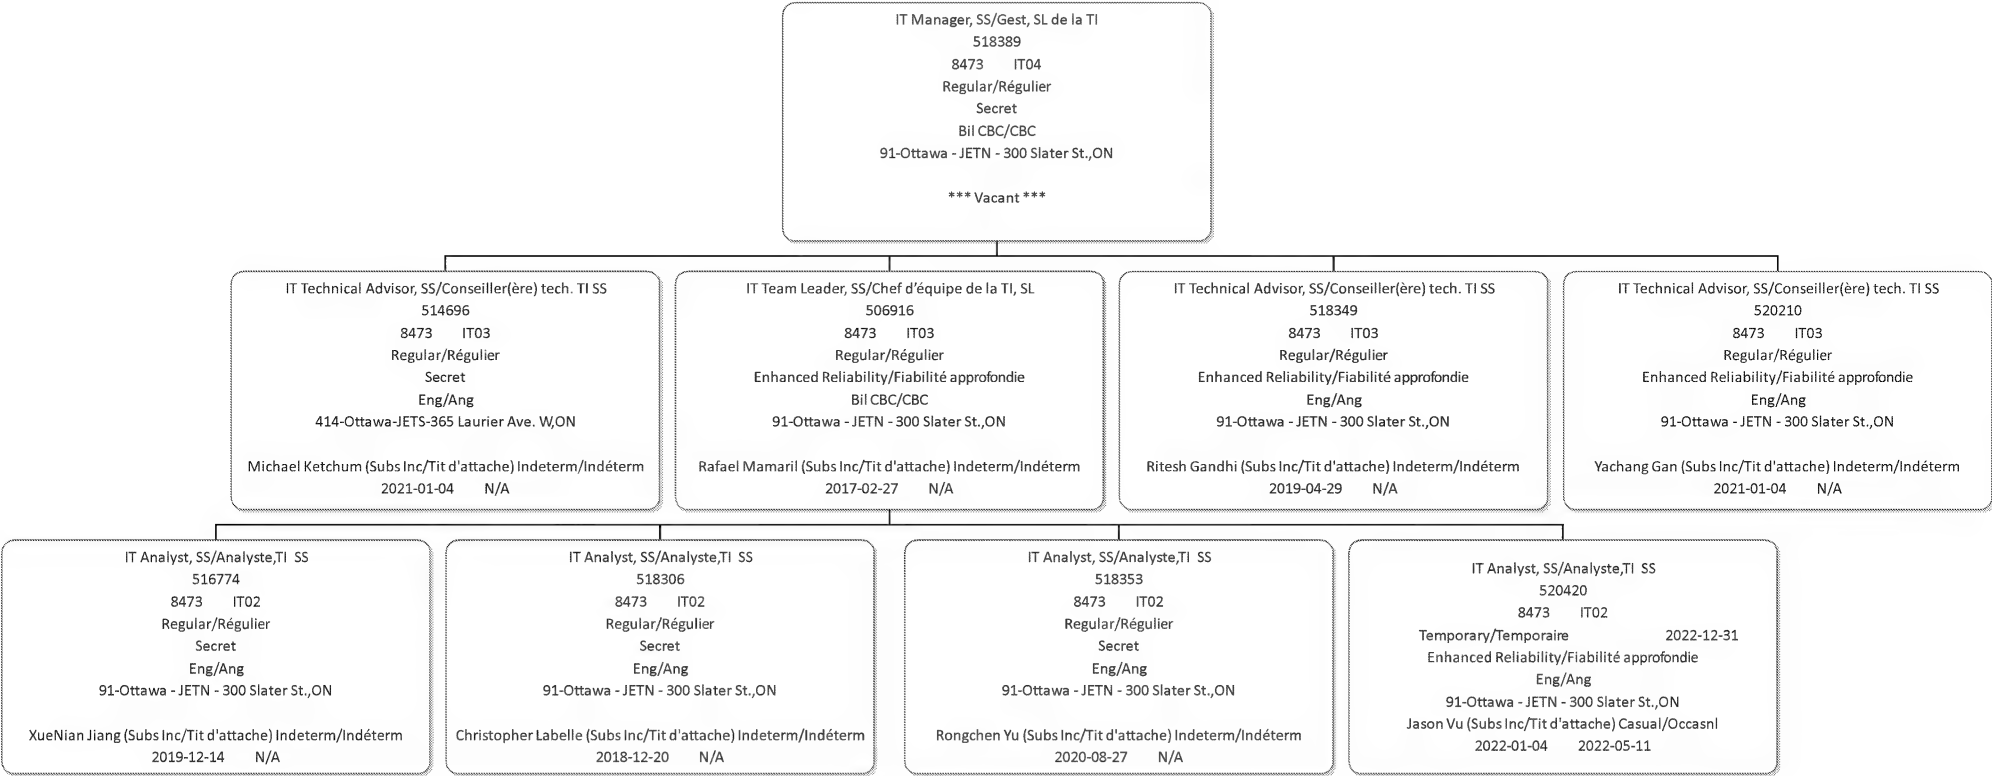 IT Manager, SS/Gest, SL de la TI
518389
8473 IT04
Regular/Régulier
Secret
Bil CBC/CBC
91-Ottawa - JETN - 300 Slater St.,ON
*** Vacant ***
IT Technical Advisor, SS/Conseiller(ère) tech. TI SS
514696
8473 IT03
Regular/Régulier
Secret
Eng/Ang
414-Ottawa-JETS-365 Laurier Ave. W,ON
Michael Ketchum (Subs Inc/Tit d'attache) Indeterm/Indéterm
2021-01-04 N/A
IT Team Leader, SS/Chef d'équipe de la TI, SL
506916
8473 IT03
Regular/Régulier
Enhanced Reliability/Fiabilité approfondie
Bil CBC/CBC
91-Ottawa - JETN - 300 Slater St.,ON
Rafael Mamaril (Subs Inc/Tit d'attache) Indeterm/Indéterm
2017-02-27 N/A
IT Technical Advisor, SS/Conseiller(ère) tech. TI SS
518349
8473 IT03
Regular/Régulier
Enhanced Reliability/Fiabilité approfondie
Eng/Ang
91-Ottawa - JETN - 300 Slater St.,ON
Ritesh Gandhi (Subs Inc/Tit d'attache) Indeterm/Indéterm
2019-04-29 N/A
IT Technical Advisor, SS/Conseiller(ère) tech. TI SS
520210
8473 IT03
Regular/Régulier
Enhanced Reliability/Fiabilité approfondie
Eng/Ang
91-Ottawa - JETN - 300 Slater St.,ON
Yachang Gan (Subs Inc/Tit d'attache) Indeterm/Indéterm
2021-01-04 N/A
IT Analyst, SS/Analyste,TI SS
516774
8473 IT02
Regular/Régulier
Secret
Eng/Ang
91-Ottawa - JETN - 300 Slater St.,ON
XueNian Jiang (Subs Inc/Tit d'attache) Indeterm/Indéterm
2019-12-14 N/A
IT Analyst, SS/Analyste,TI SS
518306
8473 IT02
Regular/Régulier
Secret
Eng/Ang
91-Ottawa - JETN - 300 Slater St.,ON
Christopher Labelle (Subs Inc/Tit d'attache) Indeterm/Indéterm
2018-12-20 N/A
IT Analyst, SS/Analyste,TI SS
518353
8473 IT02
Regular/Régulier
Secret
Eng/Ang
91-Ottawa - JETN - 300 Slater St.,ON
Rongchen Yu (Subs Inc/Tit d'attache) Indeterm/Indéterm
2020-08-27 N/A
IT Analyst, SS/Analyste,TI SS
520420
8473 IT02
Temporary/Temporaire 2022-12-31
Enhanced Reliability/Fiabilité approfondie
Eng/Ang
91-Ottawa - JETN - 300 Slater St.,ON
Jason Vu (Subs Inc/Tit d'attache) Casual/Occasnl
2022-01-04 2022-05-11